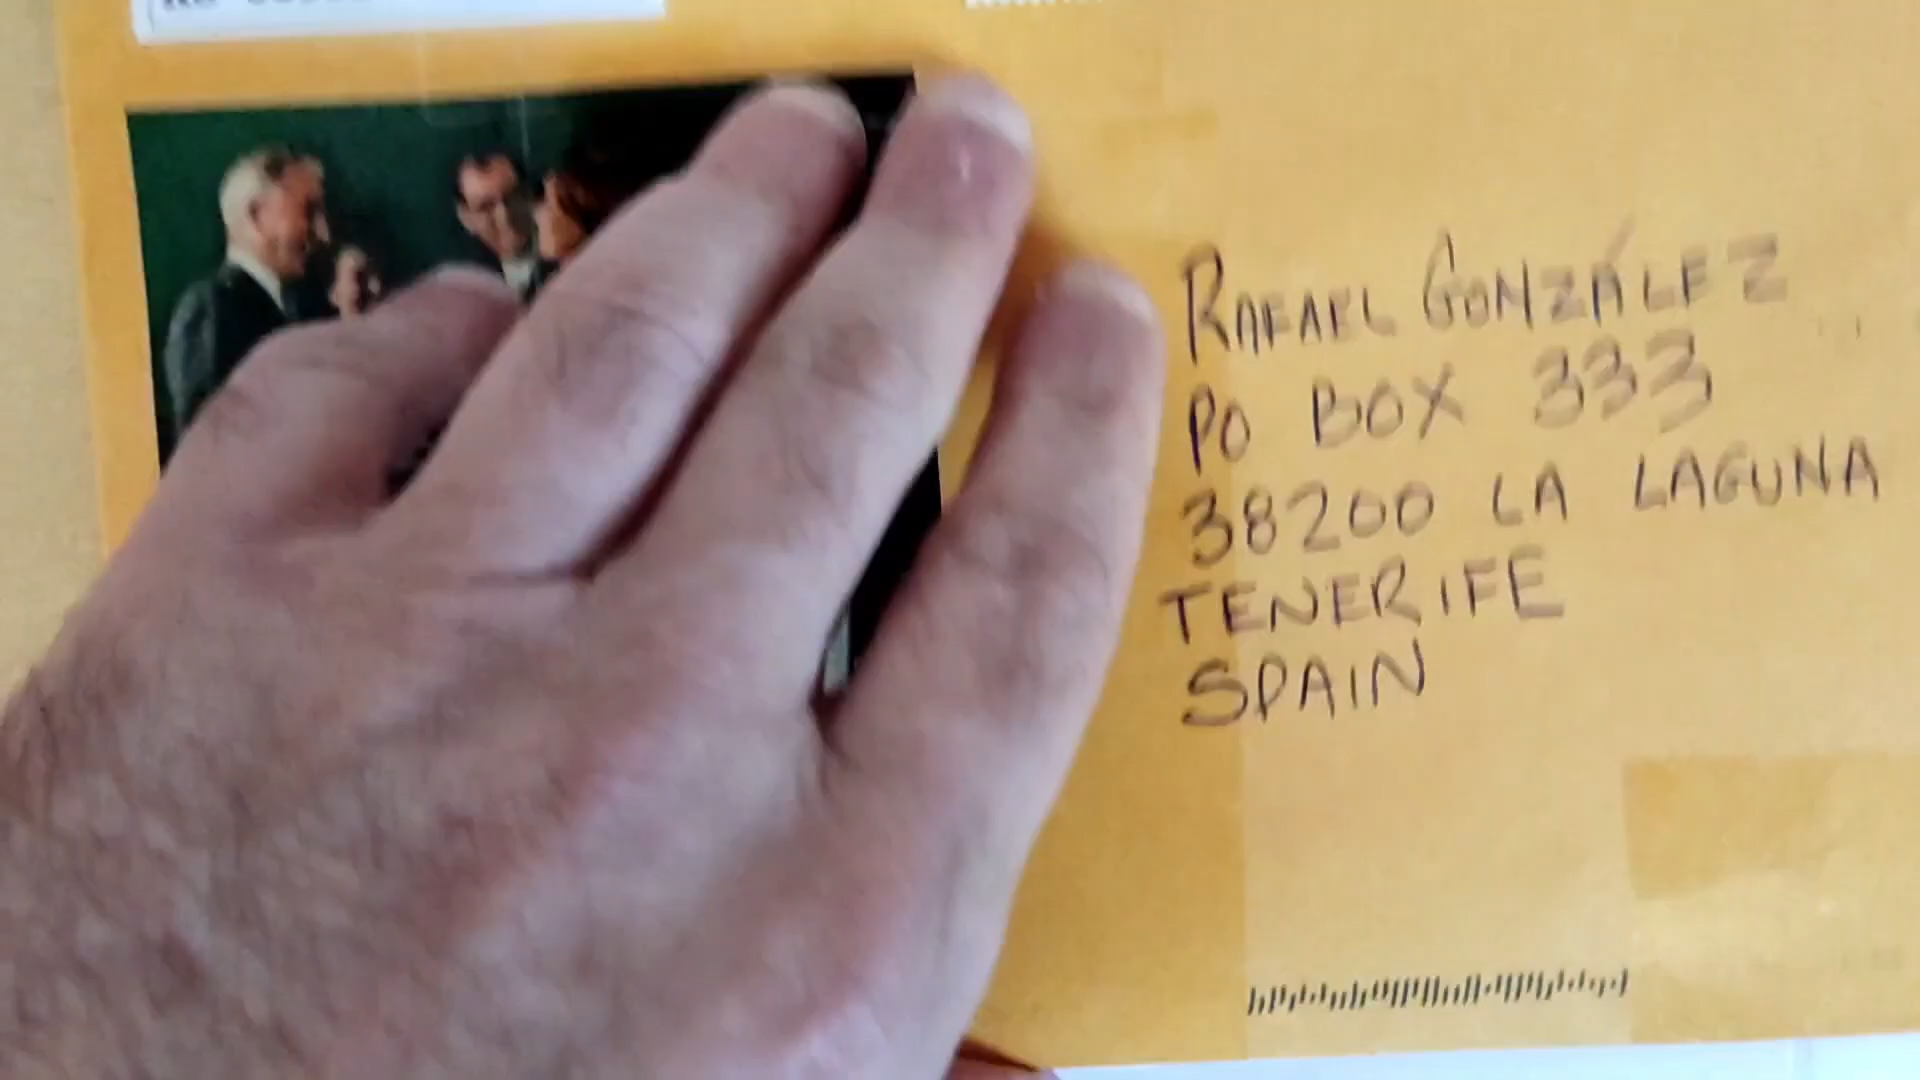 RAFAEL GONZÁLEZ
PO BOX 333
38200 LA LAGUNA
TENERIFE
SPAIN